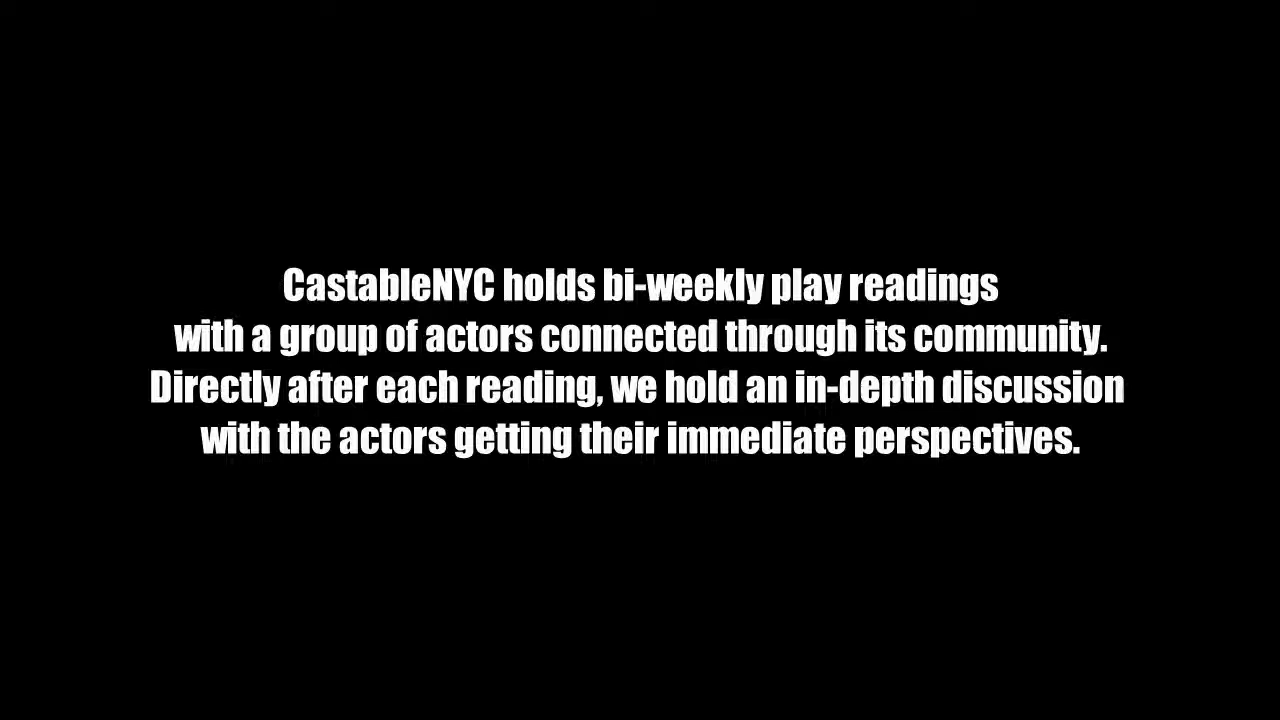 CastableNYC holds bi-weekly play readings
with a group of actors connected through its community.
Directly after each reading, we hold an in-depth discussion
with the actors getting their immediate perspectives.